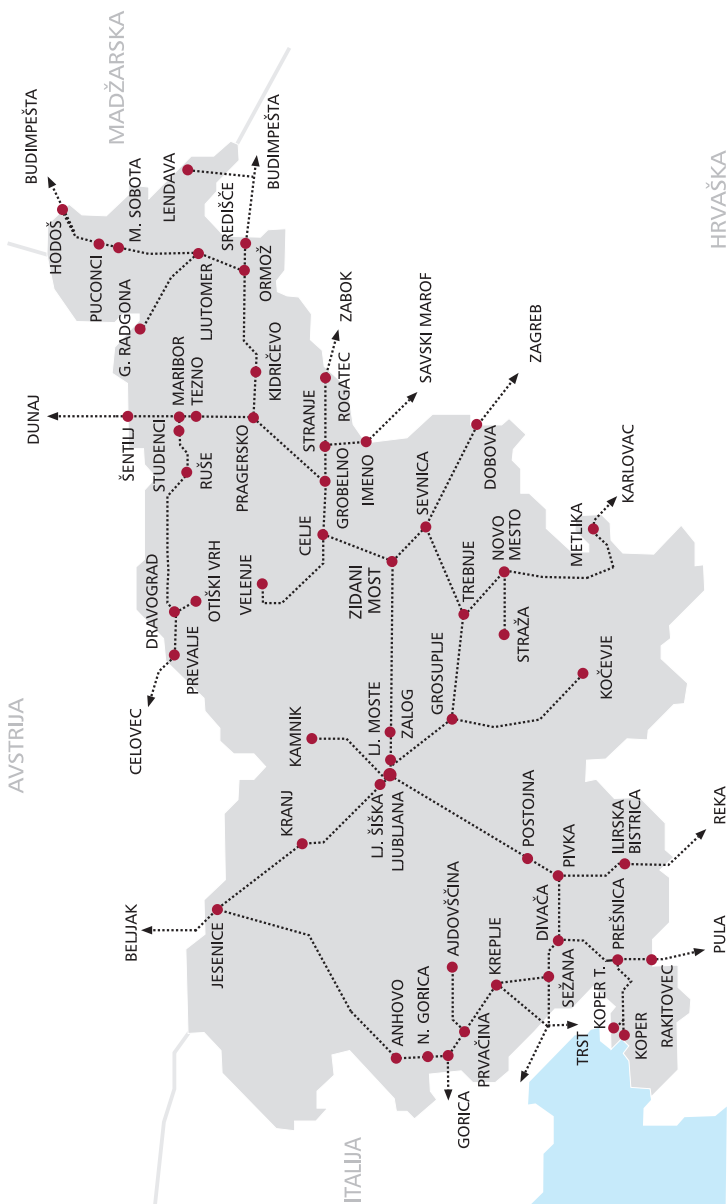 MADŽARSKA
BUDIMPEŠTA
HODOŠ
PUCONCI
M. SOBOTA
LENDAVA
SREDIŠČE
BUDIMPEŠTA
ORMOŽ
LJUTOMER
G. RADGONA
KIDRIČEVO
DUNAJ
ŠENTILJ
STUDENCI
MARIBOR
TEZNO
RUŠE
PRAGERSKO
ZABOK
ROGATEC
STRANJE
SAVSKI MAROF
IMENO
GROBELNO
CELJE
VELENJE
DRAVOGRAD
OTIŠKI VRH
PREVALJE
CELOVEC
AVSTRIJA
HRVAŠKA
ZAGREB
DOBOVA
SEVNICA
ZIDANI
MOST
TREBNJE
NOVO
MESTO
METLIKA
KARLOVAC
STRAŽA
KOČEVJE
GROSUPLJE
ZALOG
LJ. MOSTE
KAMNIK
LJ. ŠIŠKA
LJUBLJANA
KRANJ
JESENICE
BELJAK
POSTOJNA
PIVKA
ILIRSKA
BISTRICA
REKA
DIVAČA
PREŠNICA
PULA
RAKITOVEC
KOPER T.
KOPER
SEŽANA
KREPLJE
AJDOVŠČINA
PRVAČINA
ANHOVO
N. GORICA
GORICA
TRST
ITALIJA